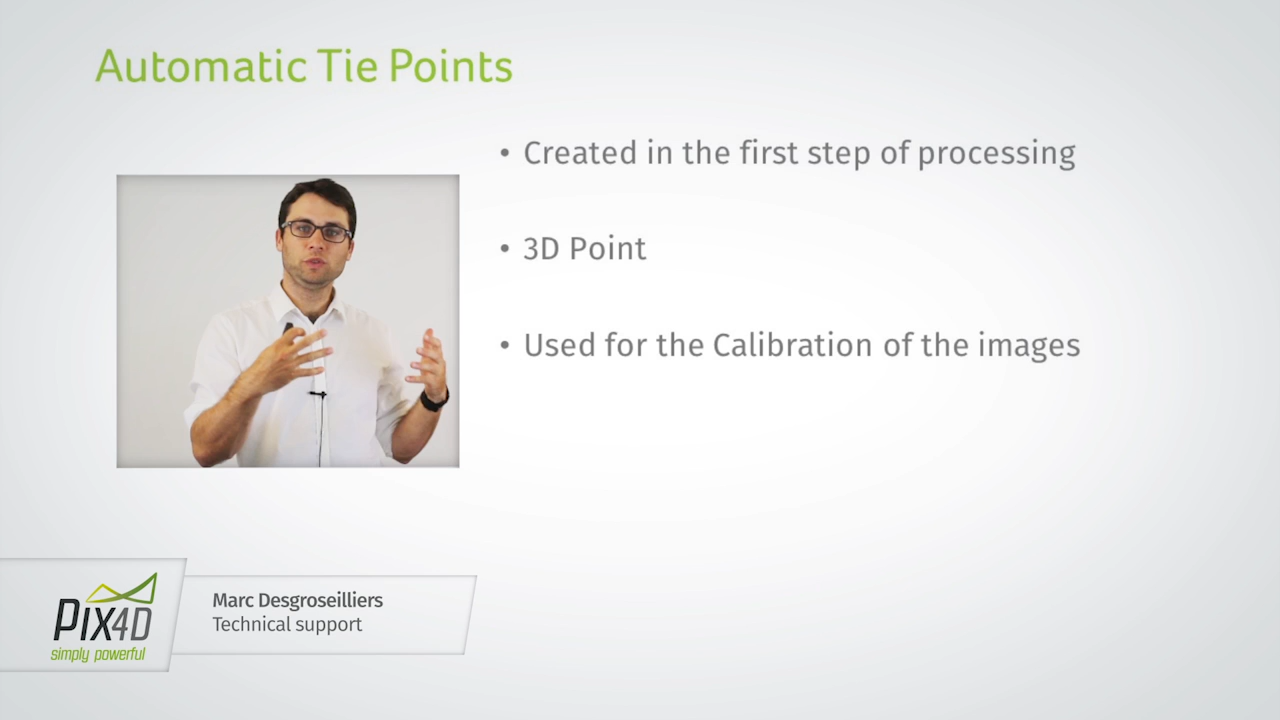 Automatic Tie Points
• Created in the first step of processing
• 3D Point
• Used for the Calibration of the images
PIX4D
simply powerful
Marc Desgroseilliers
Technical support